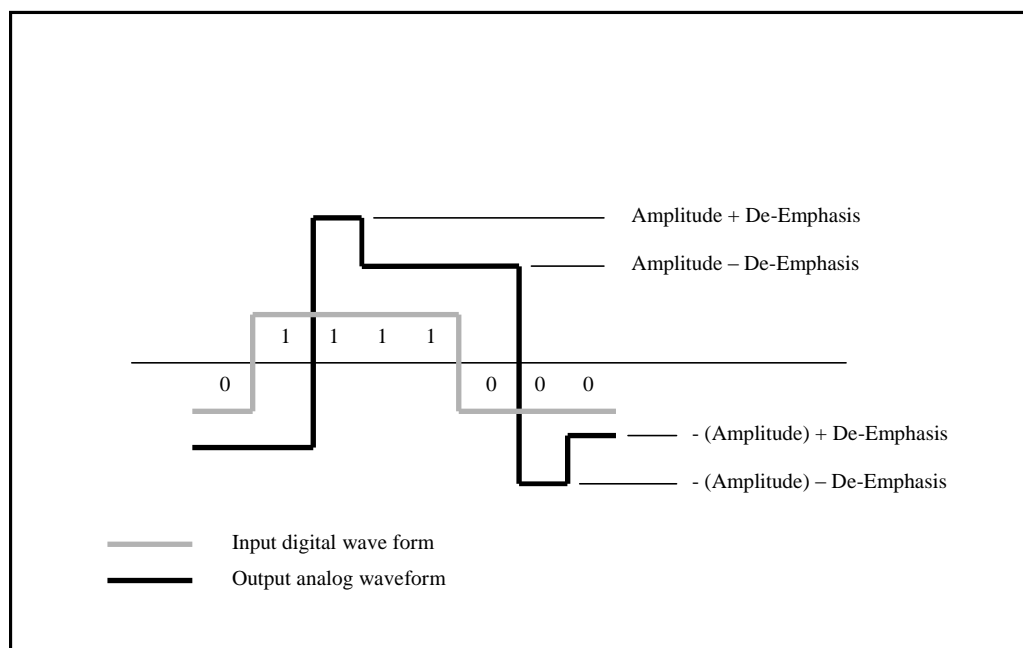 Amplitude + De-Emphasis
Amplitude – De-Emphasis
1 1 1 1
0 0 0 0
- (Amplitude) + De-Emphasis
- (Amplitude) – De-Emphasis
Input digital wave form
Output analog waveform